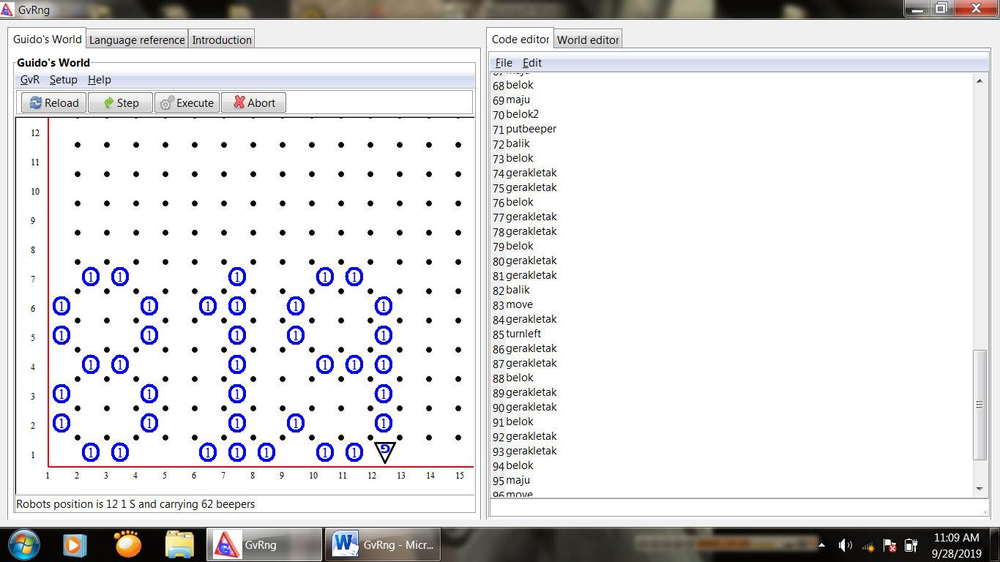 GvRng
Guido's World Language reference Introduction
Guido's World
GvR Setup Help
Reload Step Execute Abort
12
11
10
9
8
7 1 1 1 1 1
6 1 1 1 1 1 1
5 1 1 1 1 1
4 1 1 1 1 1 1
3 1 1 1 1
2 1 1 1 1 1
1 1 1 1 1 1 1 1 G
1 2 3 4 5 6 7 8 9 10 11 12 13 14 15
Robots position is 12 1 S and carrying 62 beepers
Code editor World editor
File Edit
67 maju
68 belok
69 maju
70 belok2
71 putbeeper
72 balik
73 belok
74 gerakletak
75 gerakletak
76 belok
77 gerakletak
78 gerakletak
79 belok
80 gerakletak
81 gerakletak
82 balik
83 move
84 gerakletak
85 turnleft
86 gerakletak
87 gerakletak
88 belok
89 gerakletak
90 gerakletak
91 belok
92 gerakletak
93 gerakletak
94 belok
95 maju
96 move
GvRng
GvRng - Micr...
11:09 AM
9/28/2019